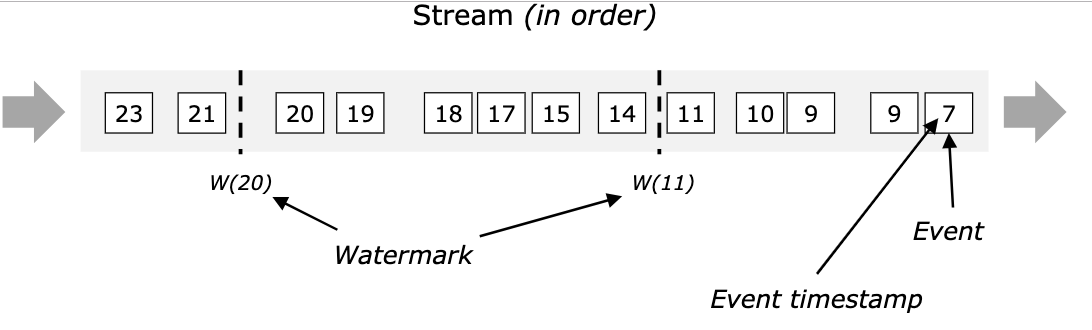 Stream (in order)
23 21 20 19 18 17 15 14 11 10 9 9 7
W(20) W(11)
Event
Watermark
Event timestamp